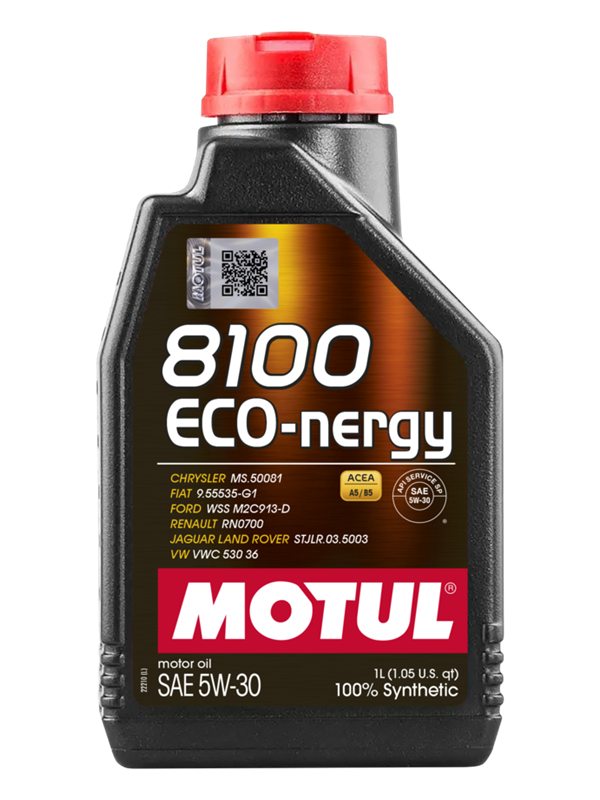 MOTUL
8100
ECO-nergy
CHRYSLER MS.50081
FIAT 9.55535-G1
FORD WSS M2C913-D
RENAULT RN0700
JAGUAR LAND ROVER STJLR.03.5003
VW VWC 530 36
ACEA
A5/B5
API SERVICE SP
SAE
5W-30
MOTUL®
motor oil
SAE 5W-30
1L (1.05 U.S. qt)
100% Synthetic
22210 (L)